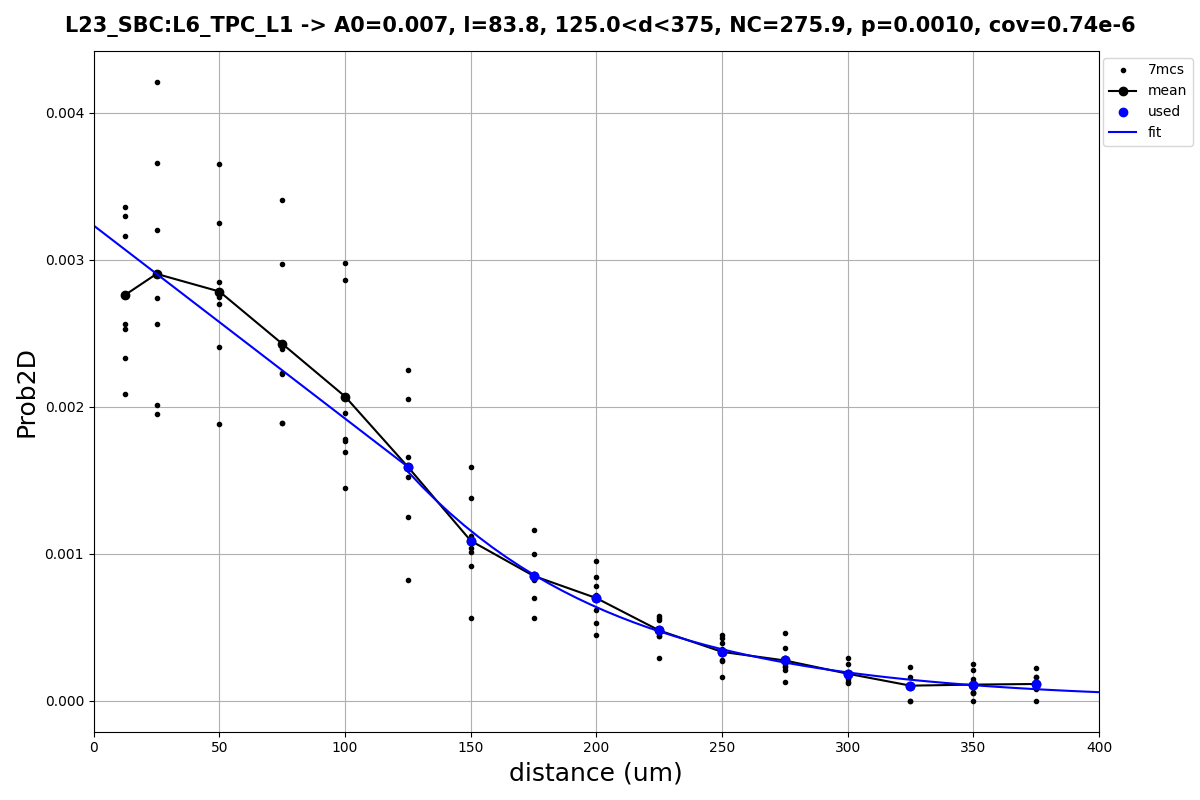 L23_SBC:L6_TPC_L1 -> A0=0.007, l=83.8, 125.0<d<375, NC=275.9, p=0.0010, cov=0.74e-6
7mcs
mean
used
fit
0.004
0.003
0.002
0.001
0.000
Prob2D
0 50 100 150 200 250 300 350 400
distance (um)